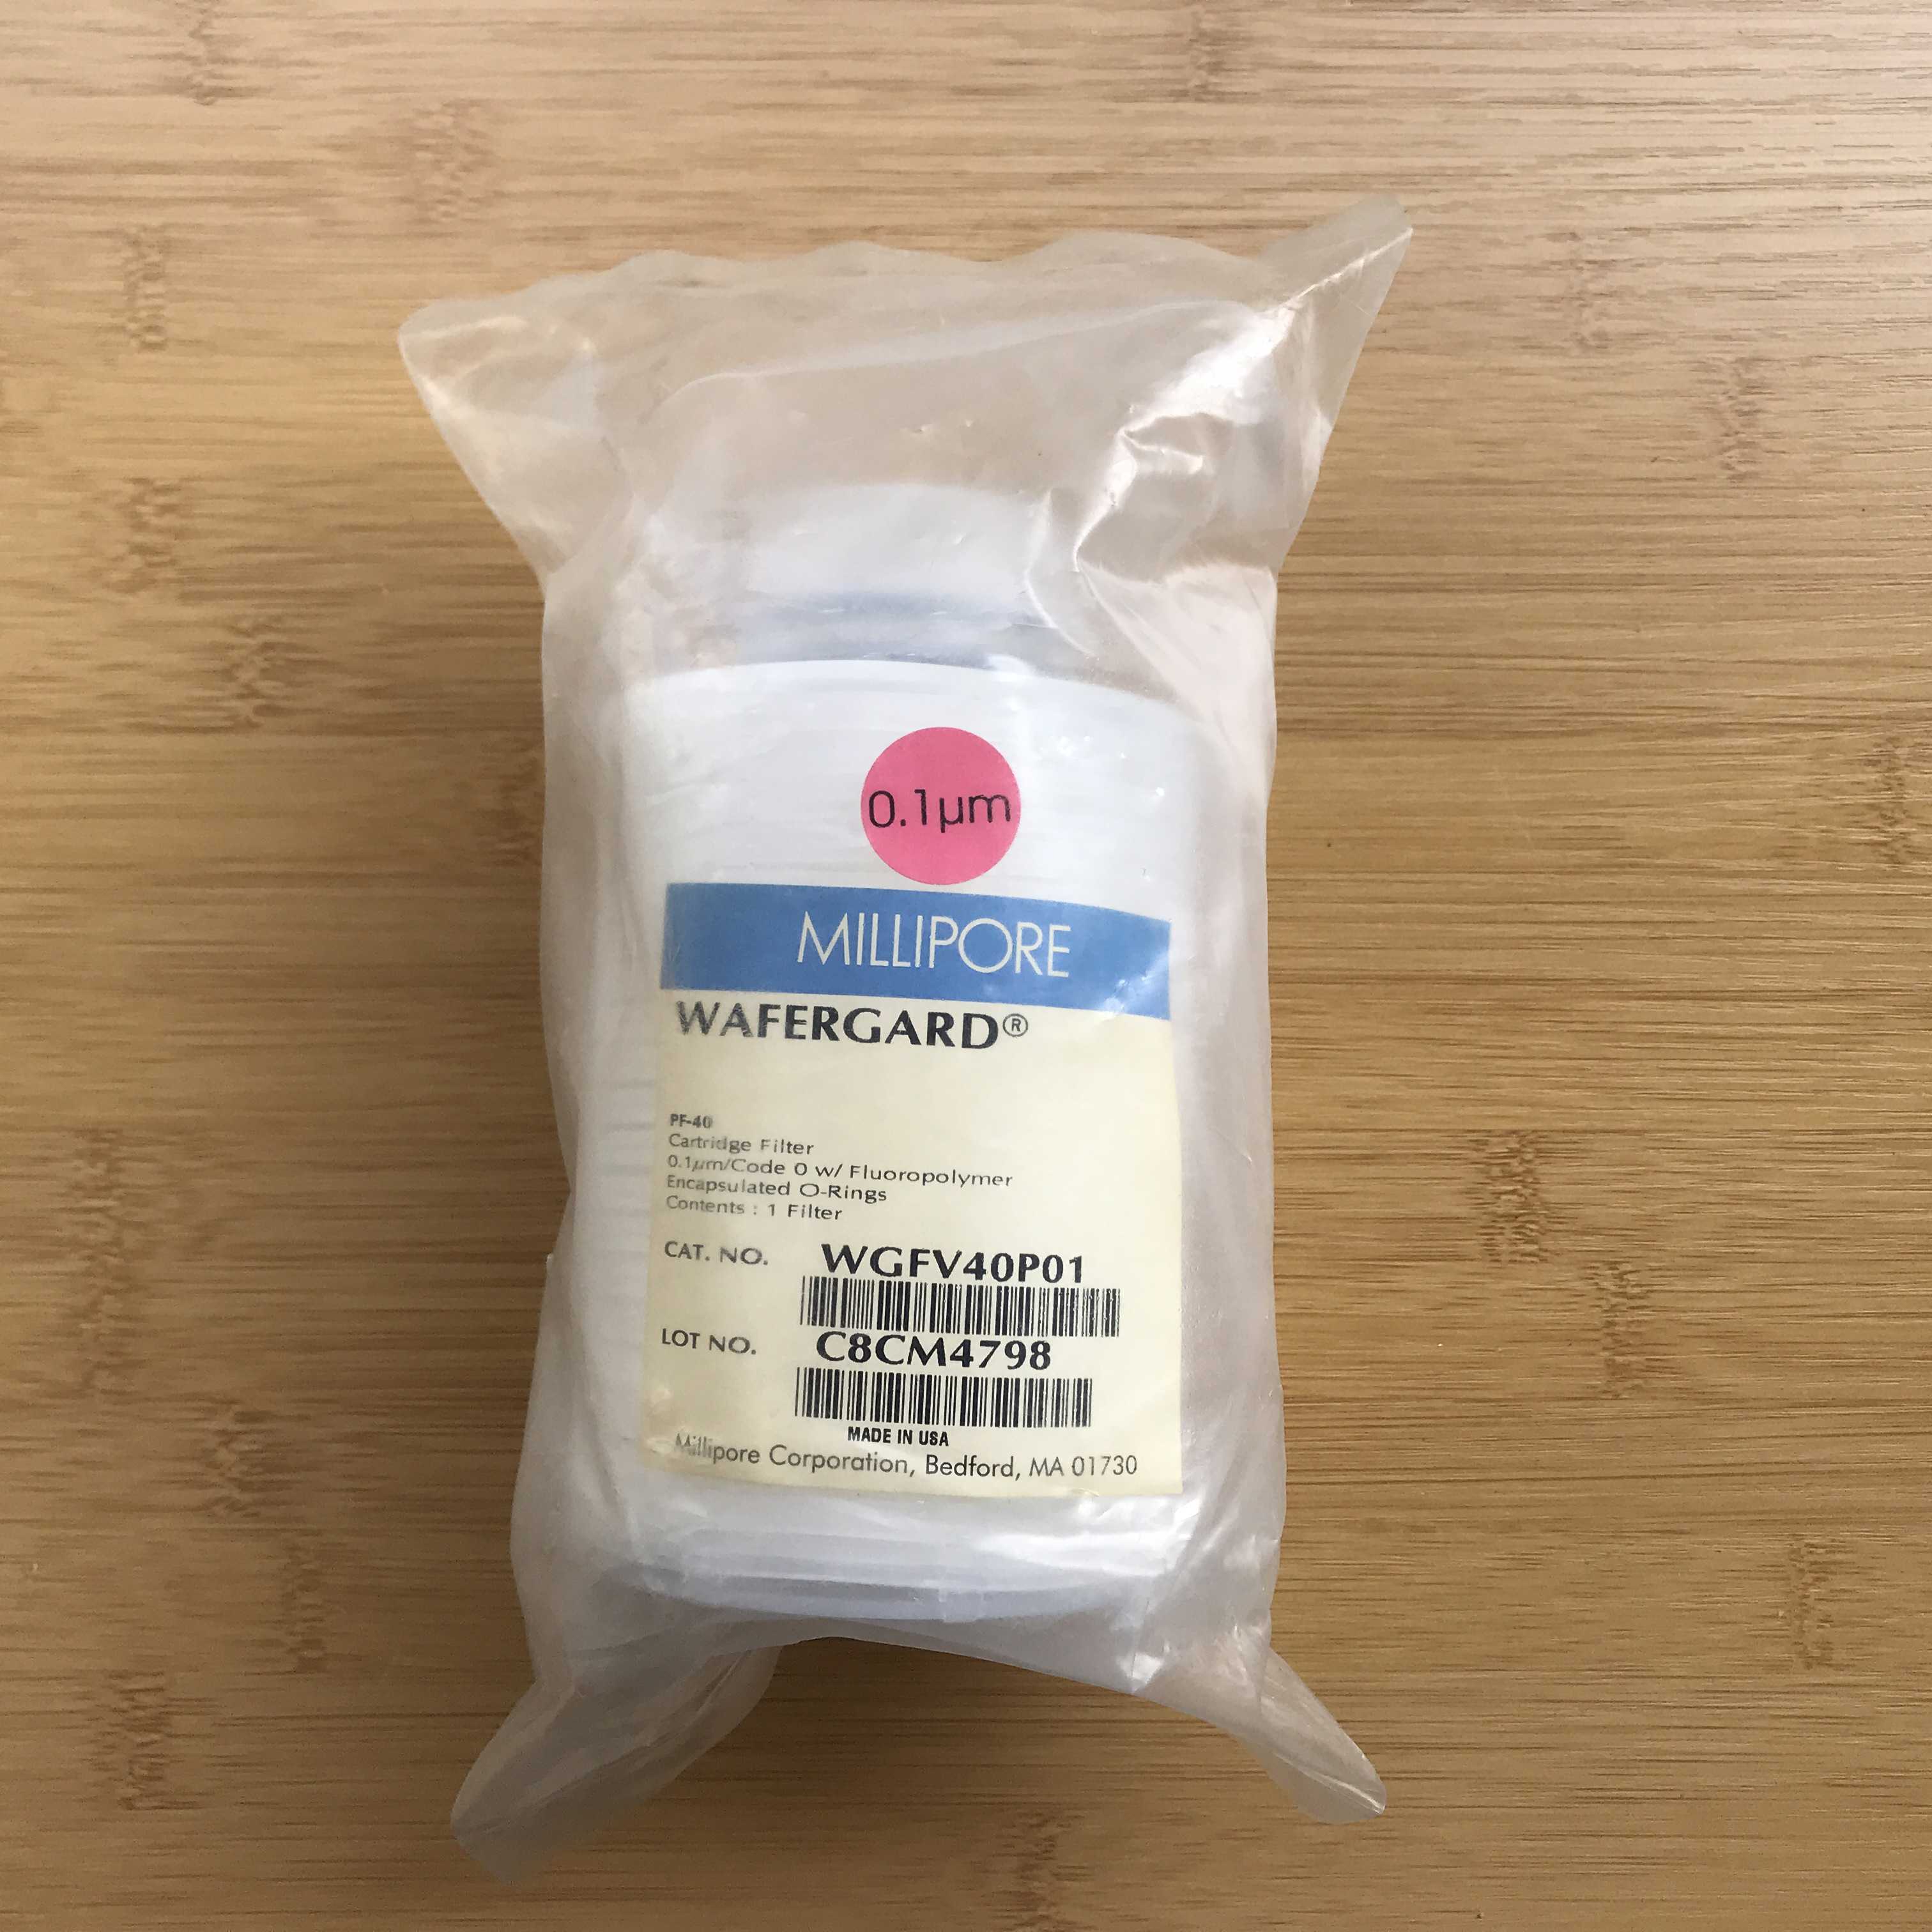 0.1µm
MILLIPORE
WAFERGARD®
PF-40
Cartridge Filter
0.1µm/Code 0 w/ Fluoropolymer
Encapsulated O-Rings
Contents : 1 Filter
CAT. NO. WGFV40P01
LOT NO. C8CM4798
MADE IN USA
Millipore Corporation, Bedford, MA 01730